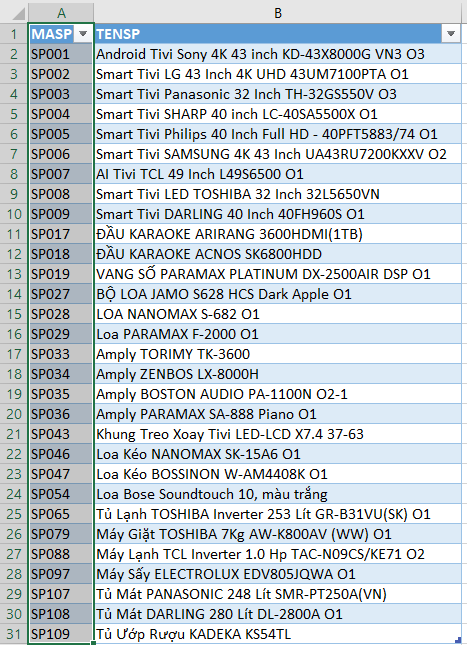 A B
1 MASP TENSP
2 SP001 Android Tivi Sony 4K 43 inch KD-43X8000G VN3 O3
3 SP002 Smart Tivi LG 43 Inch 4K UHD 43UM7100PTA O1
4 SP003 Smart Tivi Panasonic 32 Inch TH-32GS550V O3
5 SP004 Smart Tivi SHARP 40 inch LC-40SA5500X O1
6 SP005 Smart Tivi Philips 40 Inch Full HD - 40PFT5883/74 O1
7 SP006 Smart Tivi SAMSUNG 4K 43 Inch UA43RU7200KXXV O2
8 SP007 AI Tivi TCL 49 Inch L49S6500 O1
9 SP008 Smart Tivi LED TOSHIBA 32 Inch 32L5650VN
10 SP009 Smart Tivi DARLING 40 Inch 40FH960S O1
11 SP017 ĐẦU KARAOKE ARIRANG 3600HDMI(1TB)
12 SP018 ĐẦU KARAOKE ACNOS SK6800HDD
13 SP019 VANG SỐ PARAMAX PLATINUM DX-2500AIR DSP O1
14 SP027 BỘ LOA JAMO S628 HCS Dark Apple O1
15 SP028 LOA NANOMAX S-682 O1
16 SP029 Loa PARAMAX F-2000 O1
17 SP033 Amply TORIMY TK-3600
18 SP034 Amply ZENBOS LX-8000H
19 SP035 Amply BOSTON AUDIO PA-1100N O2-1
20 SP036 Amply PARAMAX SA-888 Piano O1
21 SP043 Khung Treo Xoay Tivi LED-LCD X7.4 37-63
22 SP046 Loa Kéo NANOMAX SK-15A6 O1
23 SP047 Loa Kéo BOSSINON W-AM4408K O1
24 SP054 Loa Bose Soundtouch 10, màu trắng
25 SP065 Tủ Lạnh TOSHIBA Inverter 253 Lít GR-B31VU(SK) O1
26 SP079 Máy Giặt TOSHIBA 7Kg AW-K800AV (WW) O1
27 SP088 Máy Lạnh TCL Inverter 1.0 Hp TAC-N09CS/KE71 O2
28 SP097 Máy Sấy ELECTROLUX EDV805JQWA O1
29 SP107 Tủ Mát PANASONIC 248 Lít SMR-PT250A(VN)
30 SP108 Tủ Mát DARLING 280 Lít DL-2800A O1
31 SP109 Tủ Ướp Rượu KADEKA KS54TL